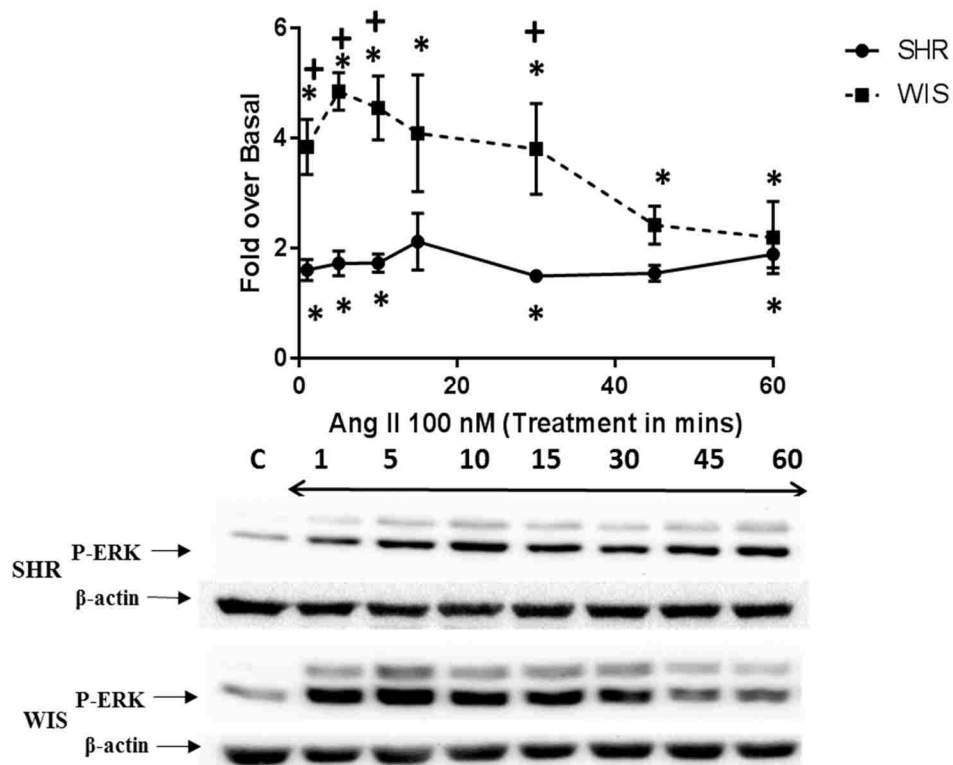 6
4
2
0
Fold over Basal
+ + + +
* * * * * * *
* * * * *
SHR
WIS
0 20 40 60
Ang II 100 nM (Treatment in mins)
C 1 5 10 15 30 45 60
SHR
P-ERK
β-actin
WIS
P-ERK
β-actin